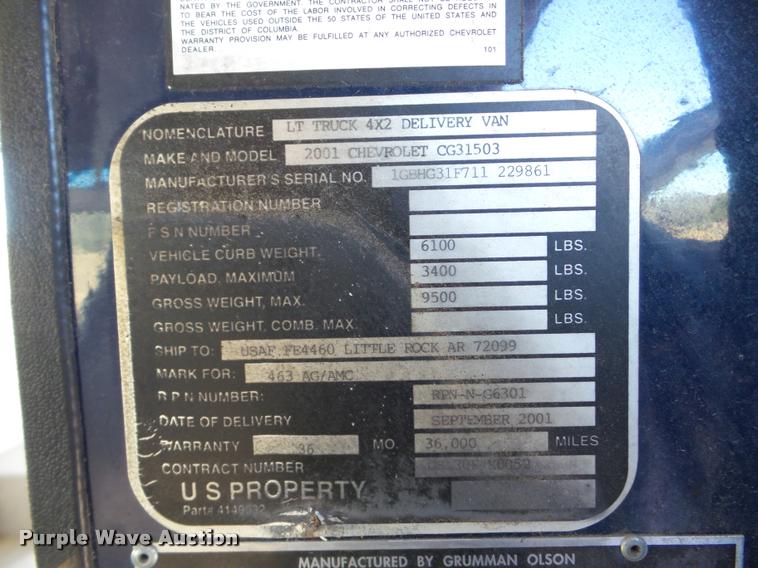 NATED BY THE GOVERNMENT. THE CONTRACTOR SHALL NOT BE
TO BEAR THE COST OF THE LABOR INVOLVED IN CORRECTING DEFECTS IN
THE VEHICLES USED OUTSIDE THE 50 STATES OF THE UNITED STATES AND
THE DISTRICT OF COLUMBIA.
WARRANTY PROVISION MAY BE FULFILLED AT ANY AUTHORIZED CHEVROLET
DEALER. 101
NOMENCLATURE LT TRUCK 4X2 DELIVERY VAN
MAKE AND MODEL 2001 CHEVROLET CG31503
MANUFACTURER'S SERIAL NO. 1GBHG31F711 229861
REGISTRATION NUMBER
F S N NUMBER
VEHICLE CURB WEIGHT. 6100 LBS.
PAYLOAD, MAXIMUM 3400 LBS.
GROSS WEIGHT, MAX. 9500 LBS.
GROSS WEIGHT, COMB. MAX. LBS.
SHIP TO: USAF FE4460 LITTLE ROCK AR 72099
MARK FOR: 463 AG/AMC
R P N NUMBER: RPN-N-G6301
DATE OF DELIVERY SEPTEMBER 2001
WARRANTY 36 MO. 36,000 MILES
CONTRACT NUMBER
U S PROPERTY
Part# 4149632
Purple Wave Auction
MANUFACTURED BY GRUMMAN OLSON